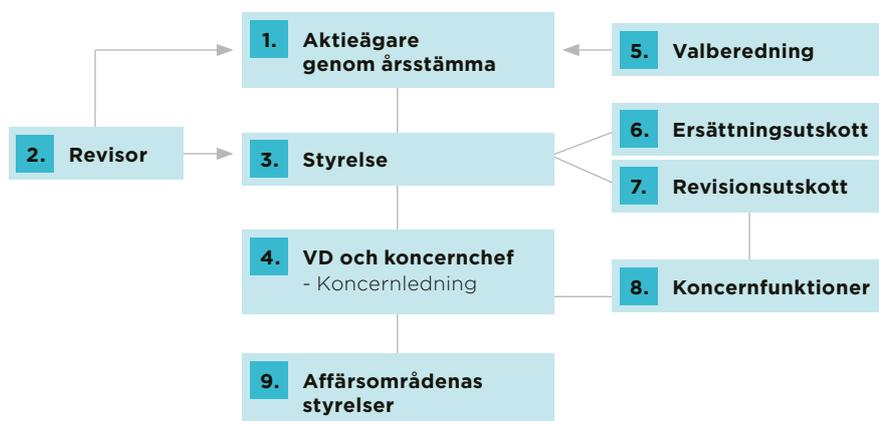 1. Aktieägare
genom årsstämma
2. Revisor
3. Styrelse
4. VD och koncernchef
- Koncernledning
5. Valberedning
6. Ersättningsutskott
7. Revisionsutskott
8. Koncernfunktioner
9. Affärsområdenas
styrelser